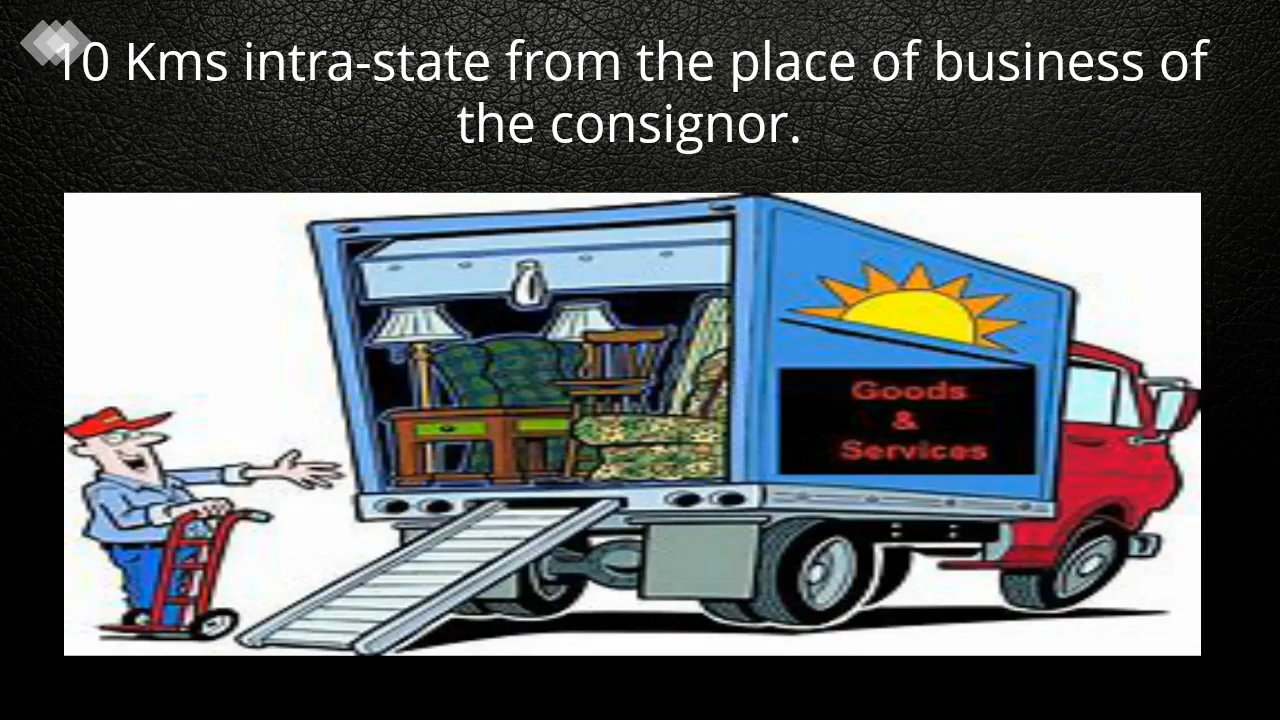 10 Kms intra-state from the place of business of
the consignor.
Goods
&
Services